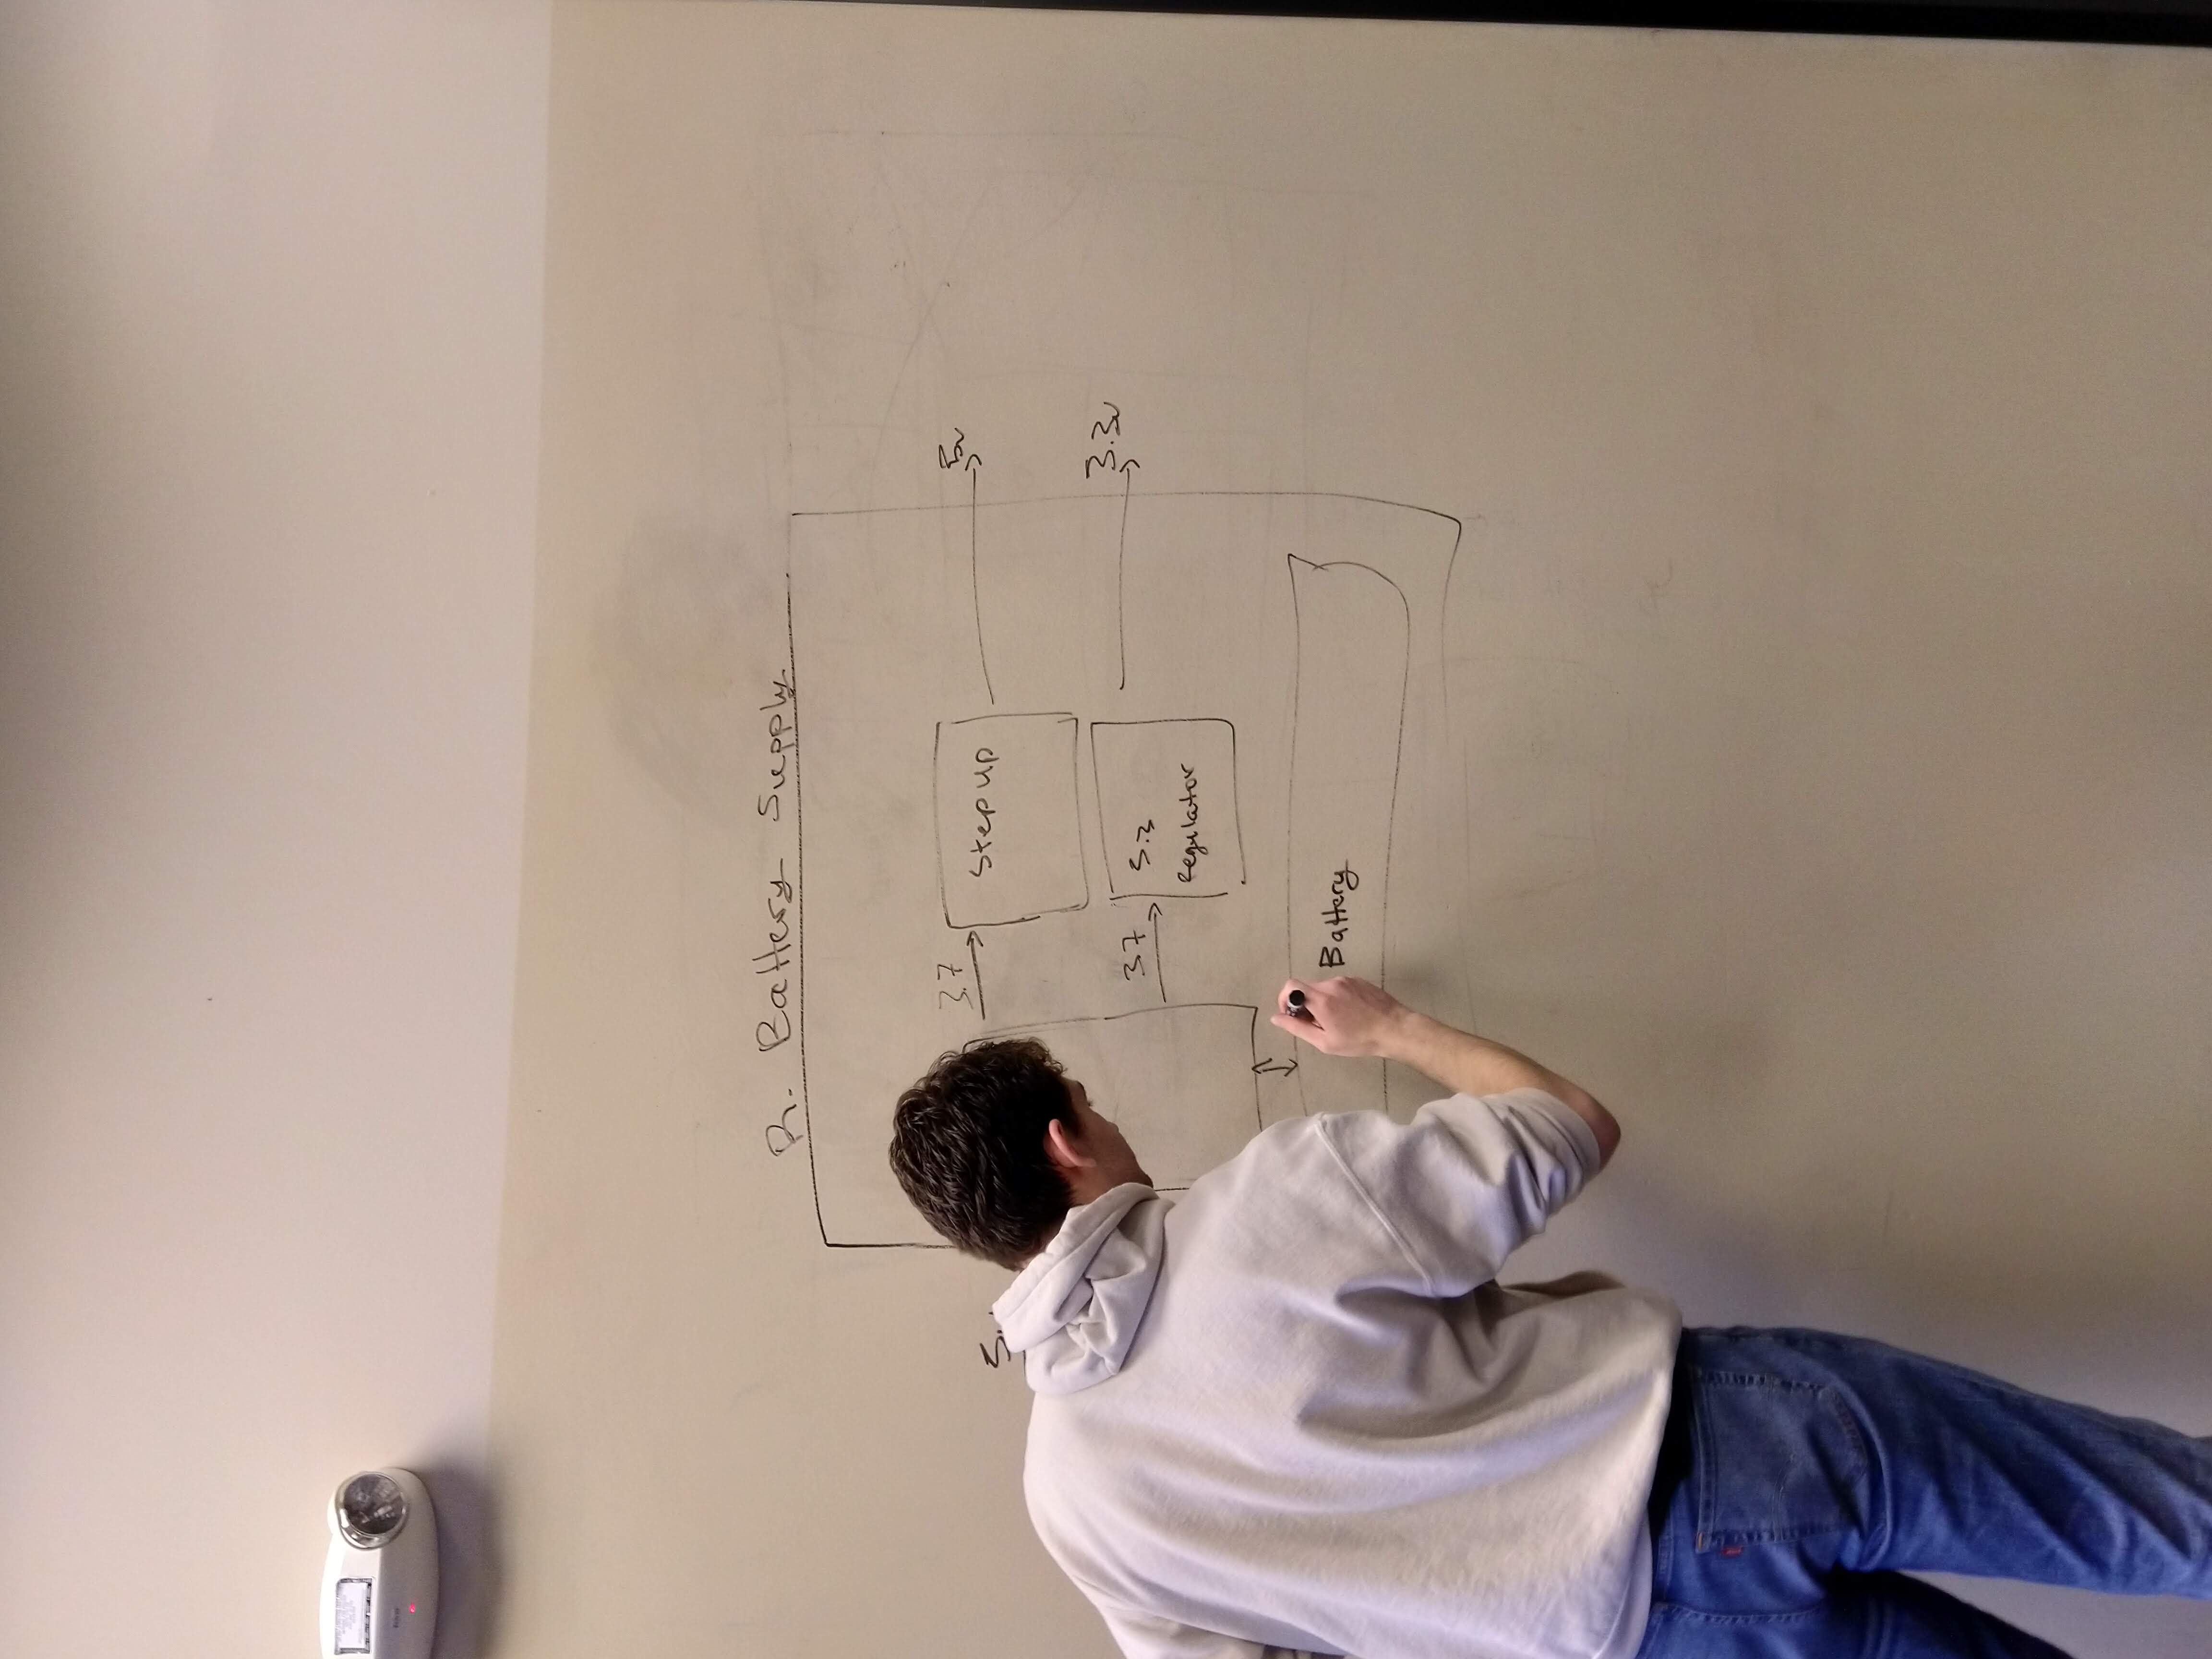 R. Battery Supply
3.7
Step up
5v
3.7
3.3
Regulator
3.3v
Battery